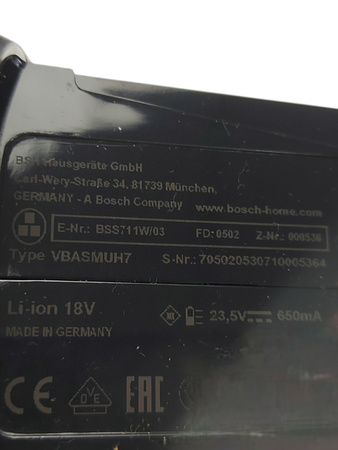 BSH Hausgeräte GmbH
Carl-Wery-Straße 34, 81739 München,
GERMANY - A Bosch Company www.bosch-home.com
E-Nr.: BSS711W/03 FD: 0502 Z-Nr.: 000536
Type VBASMUH7 S-Nr.: 705020530710005364
Li-ion 18V 23,5V 650mA
MADE IN GERMANY
CE VDE EAC